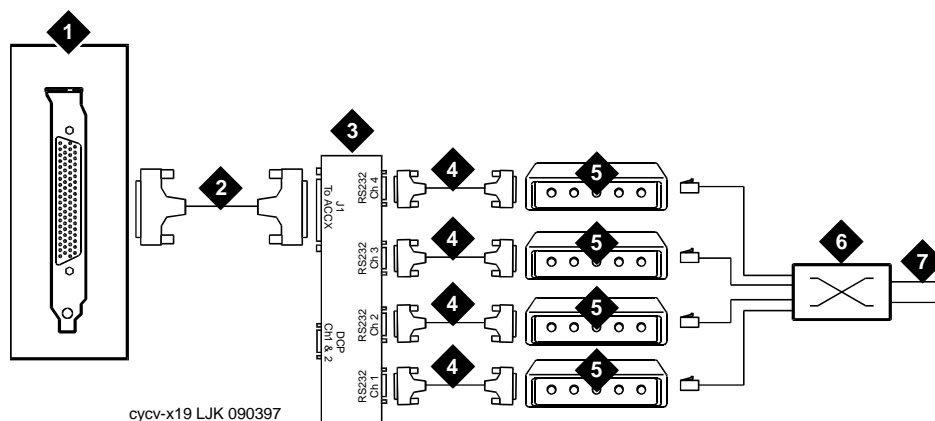 1
2
3
4
5
6
7
4
5
4
5
4
5
J1
To ACCX
RS232
Ch 4
RS232
Ch 3
DCP
Ch1 & 2
RS232
Ch 2
RS232
Ch 1
cycv-x19 LJK 090397